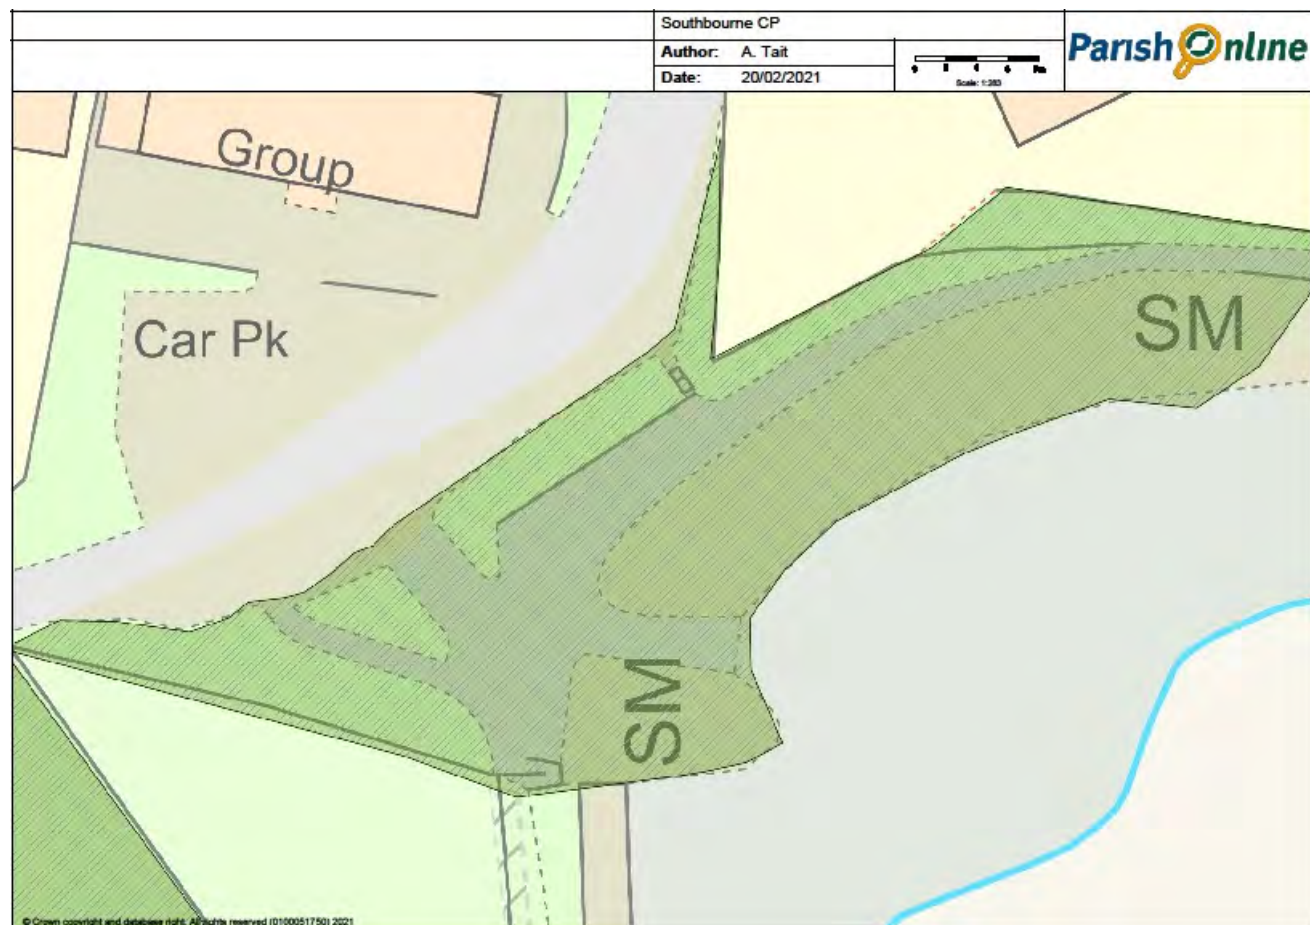 Southbourne CP
Author: A. Tait
Date: 20/02/2021
Parish Online
Group
Car Pk
SM
SM
© Crown copyright and database right. All rights reserved (0100051750) 2021